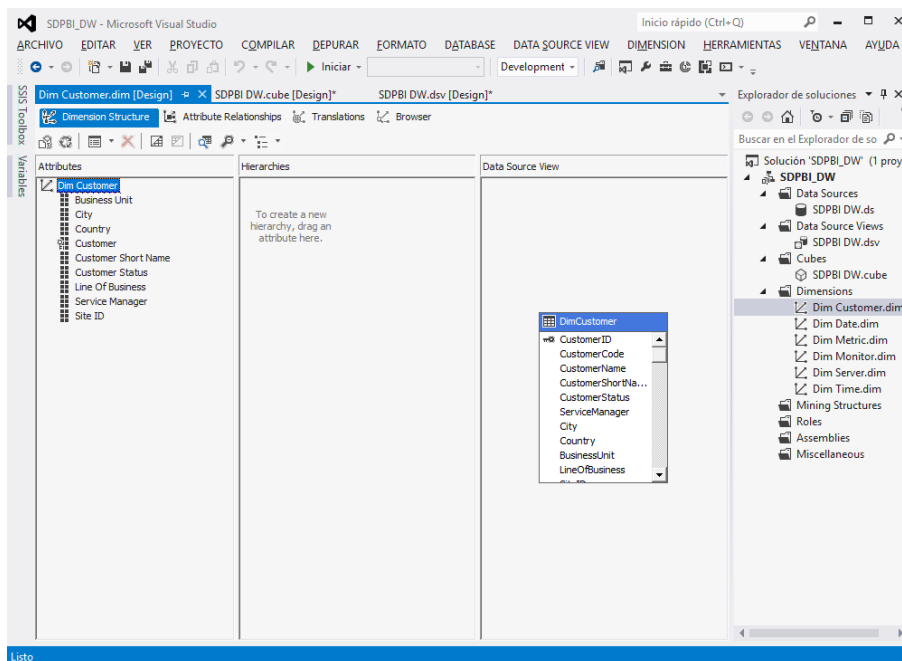 SDPBI_DW - Microsoft Visual Studio
Inicio rápido (Ctrl+Q)
ARCHIVO EDITAR VER PROYECTO COMPILAR DEPURAR FORMATO DATABASE DATA SOURCE VIEW DIMENSION HERRAMIENTAS VENTANA AYUDA
Iniciar
Development
SSIS Toolbox
Variables
Dim Customer.dim [Design]
SDPBI DW.cube [Design]*
SDPBI DW.dsv [Design]*
Dimension Structure
Attribute Relationships
Translations
Browser
Attributes
Dim Customer
Business Unit
City
Country
Customer
Customer Short Name
Customer Status
Line Of Business
Service Manager
Site ID
Hierarchies
To create a new
hierarchy, drag an
attribute here.
Data Source View
DimCustomer
CustomerID
CustomerCode
CustomerName
CustomerShortNa...
CustomerStatus
ServiceManager
City
Country
BusinessUnit
LineOfBusiness
Explorador de soluciones
Buscar en el Explorador de so
Solución 'SDPBI_DW' (1 proy
SDPBI_DW
Data Sources
SDPBI DW.ds
Data Source Views
SDPBI DW.dsv
Cubes
SDPBI DW.cube
Dimensions
Dim Customer.dim
Dim Date.dim
Dim Metric.dim
Dim Monitor.dim
Dim Server.dim
Dim Time.dim
Mining Structures
Roles
Assemblies
Miscellaneous
Listo